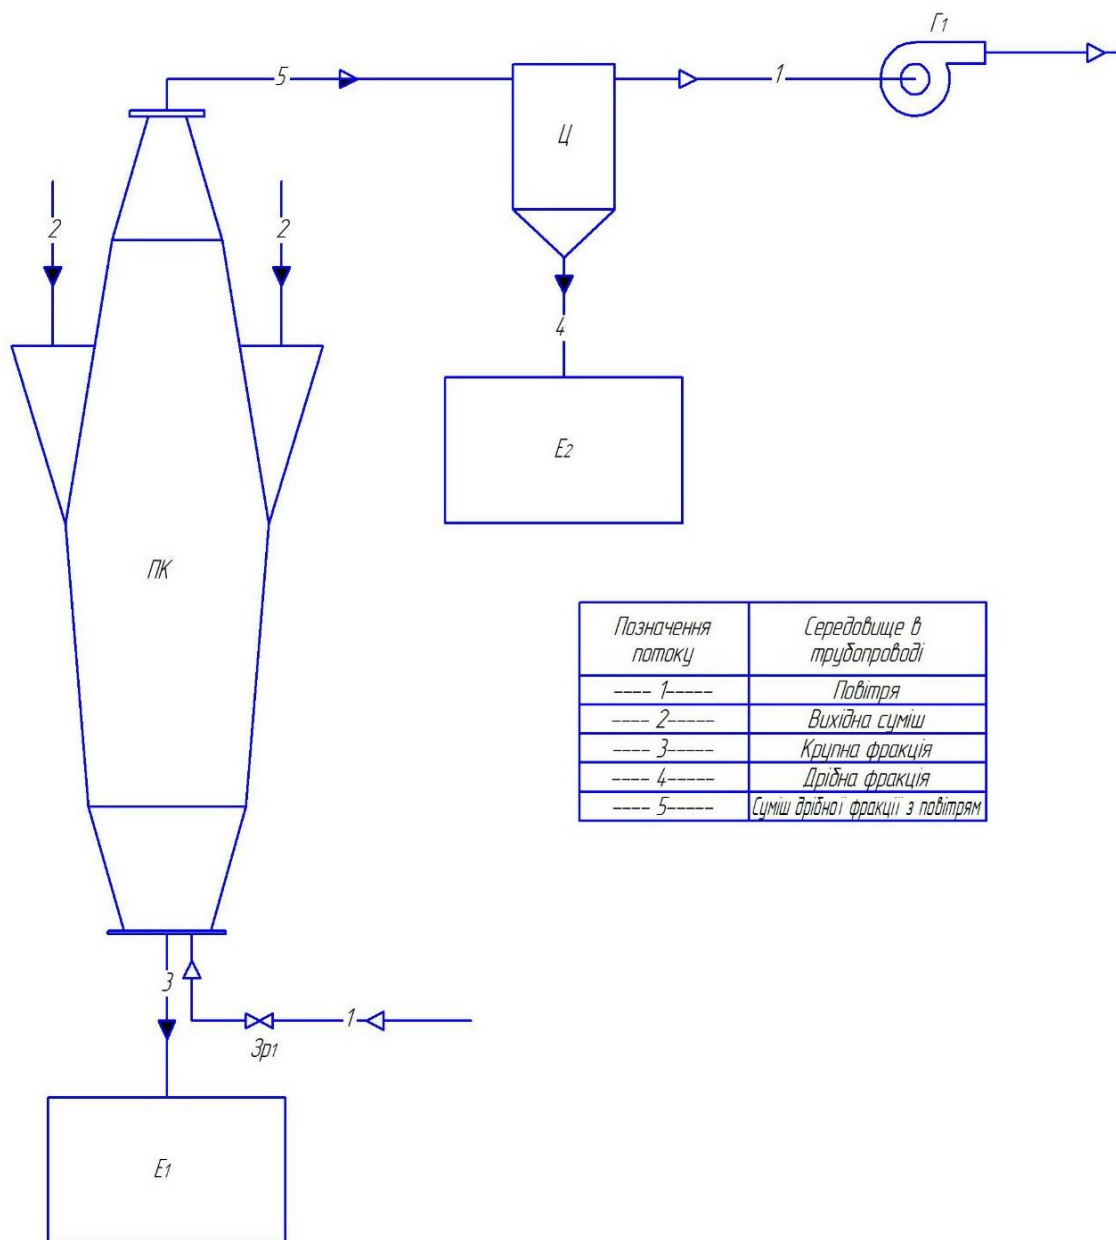 Г1
5
1
Ц
2
2
4
Е2
ПК
Позначення потоку
Середовище в трубопроводі
---- 1-----
Повітря
---- 2-----
Вихідна суміш
---- 3-----
Крупна фракція
---- 4-----
Дрібна фракція
---- 5-----
Суміш дрібної фракції з повітрям
3
1
Зр1
Е1